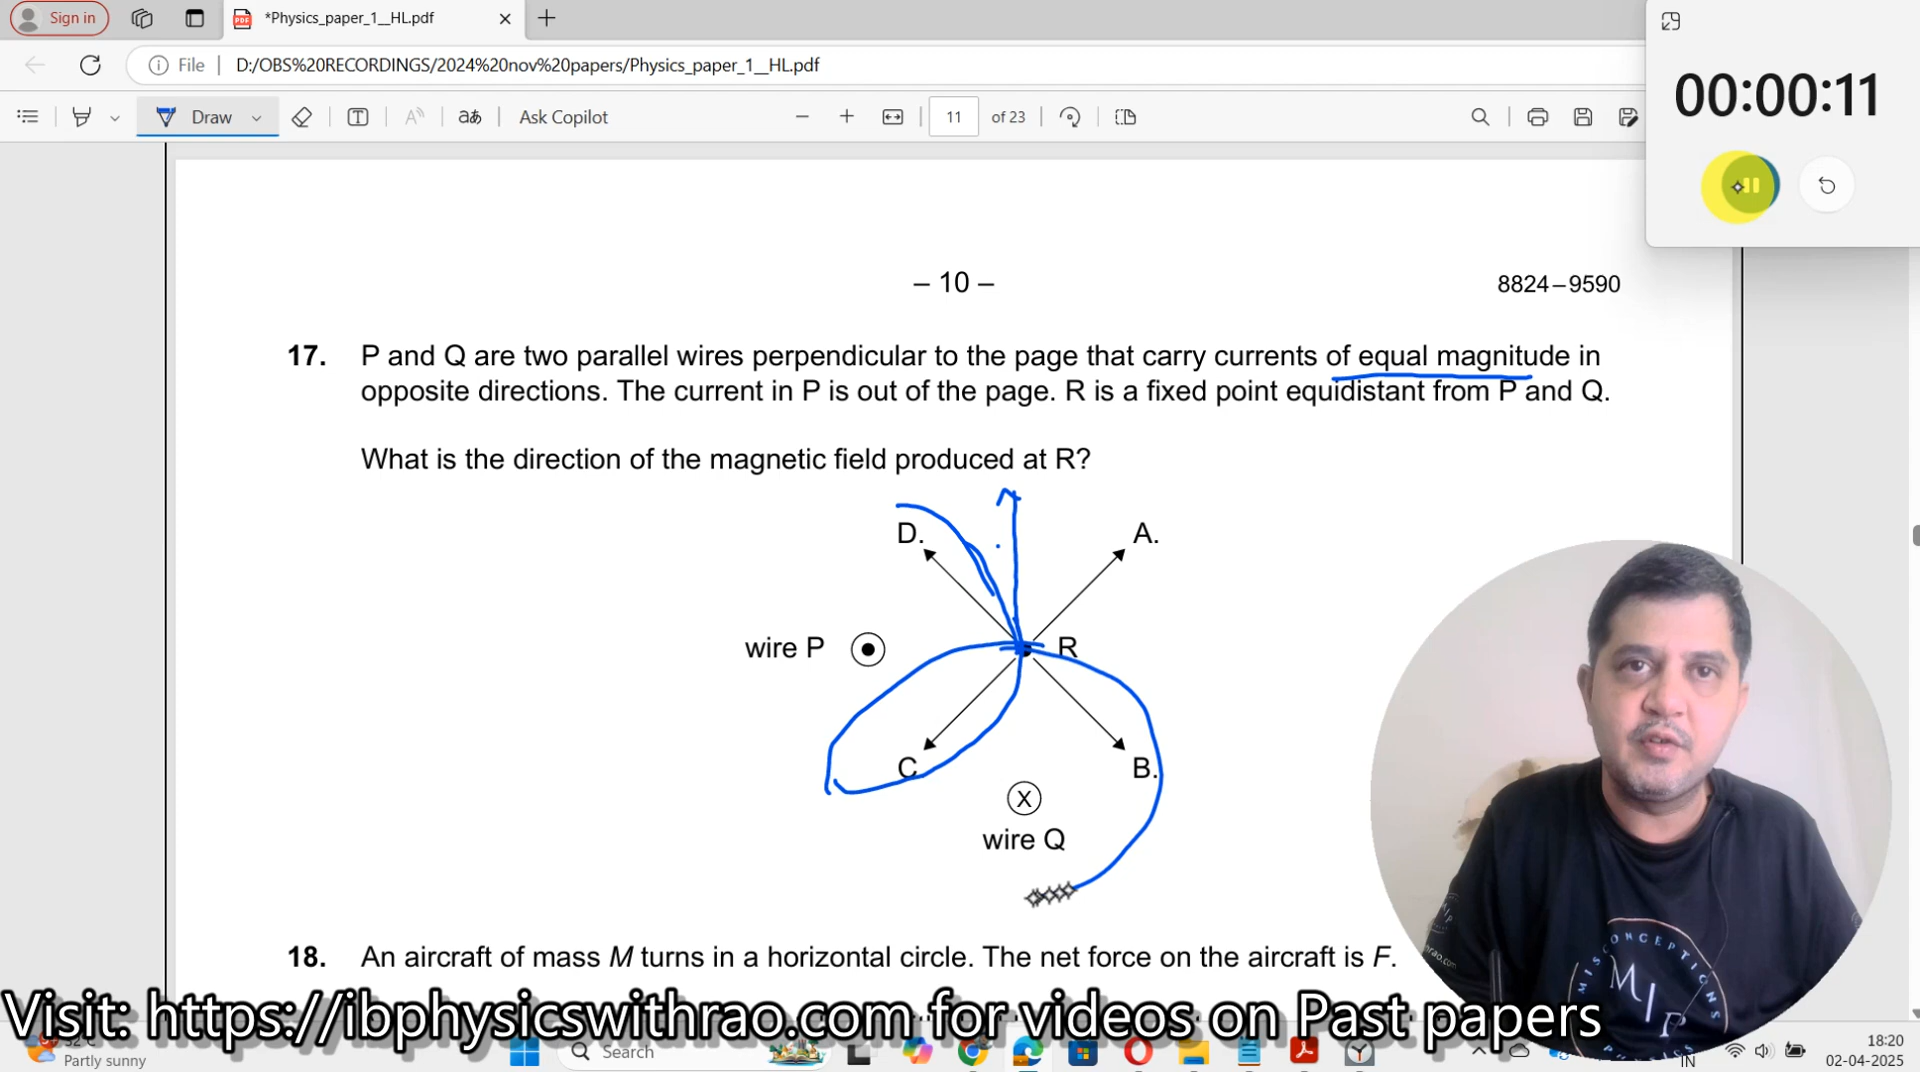 Sign in
*Physics_paper_1__HL.pdf
00:00:11
File
D:/OBS%20RECORDINGS/2024%20nov%20papers/Physics_paper_1__HL.pdf
Draw
Ask Copilot
11 of 23
– 10 –
8824–9590
17. P and Q are two parallel wires perpendicular to the page that carry currents of equal magnitude in
opposite directions. The current in P is out of the page. R is a fixed point equidistant from P and Q.
What is the direction of the magnetic field produced at R?
D.
A.
wire P
R
C
B.
X
wire Q
18. An aircraft of mass M turns in a horizontal circle. The net force on the aircraft is F.
MISCONCEPTIONS
MIP
PHYSICS
Visit: https://ibphysicswithrao.com for videos on Past papers
32°C
Partly sunny
Search
IN
18:20
02-04-2025